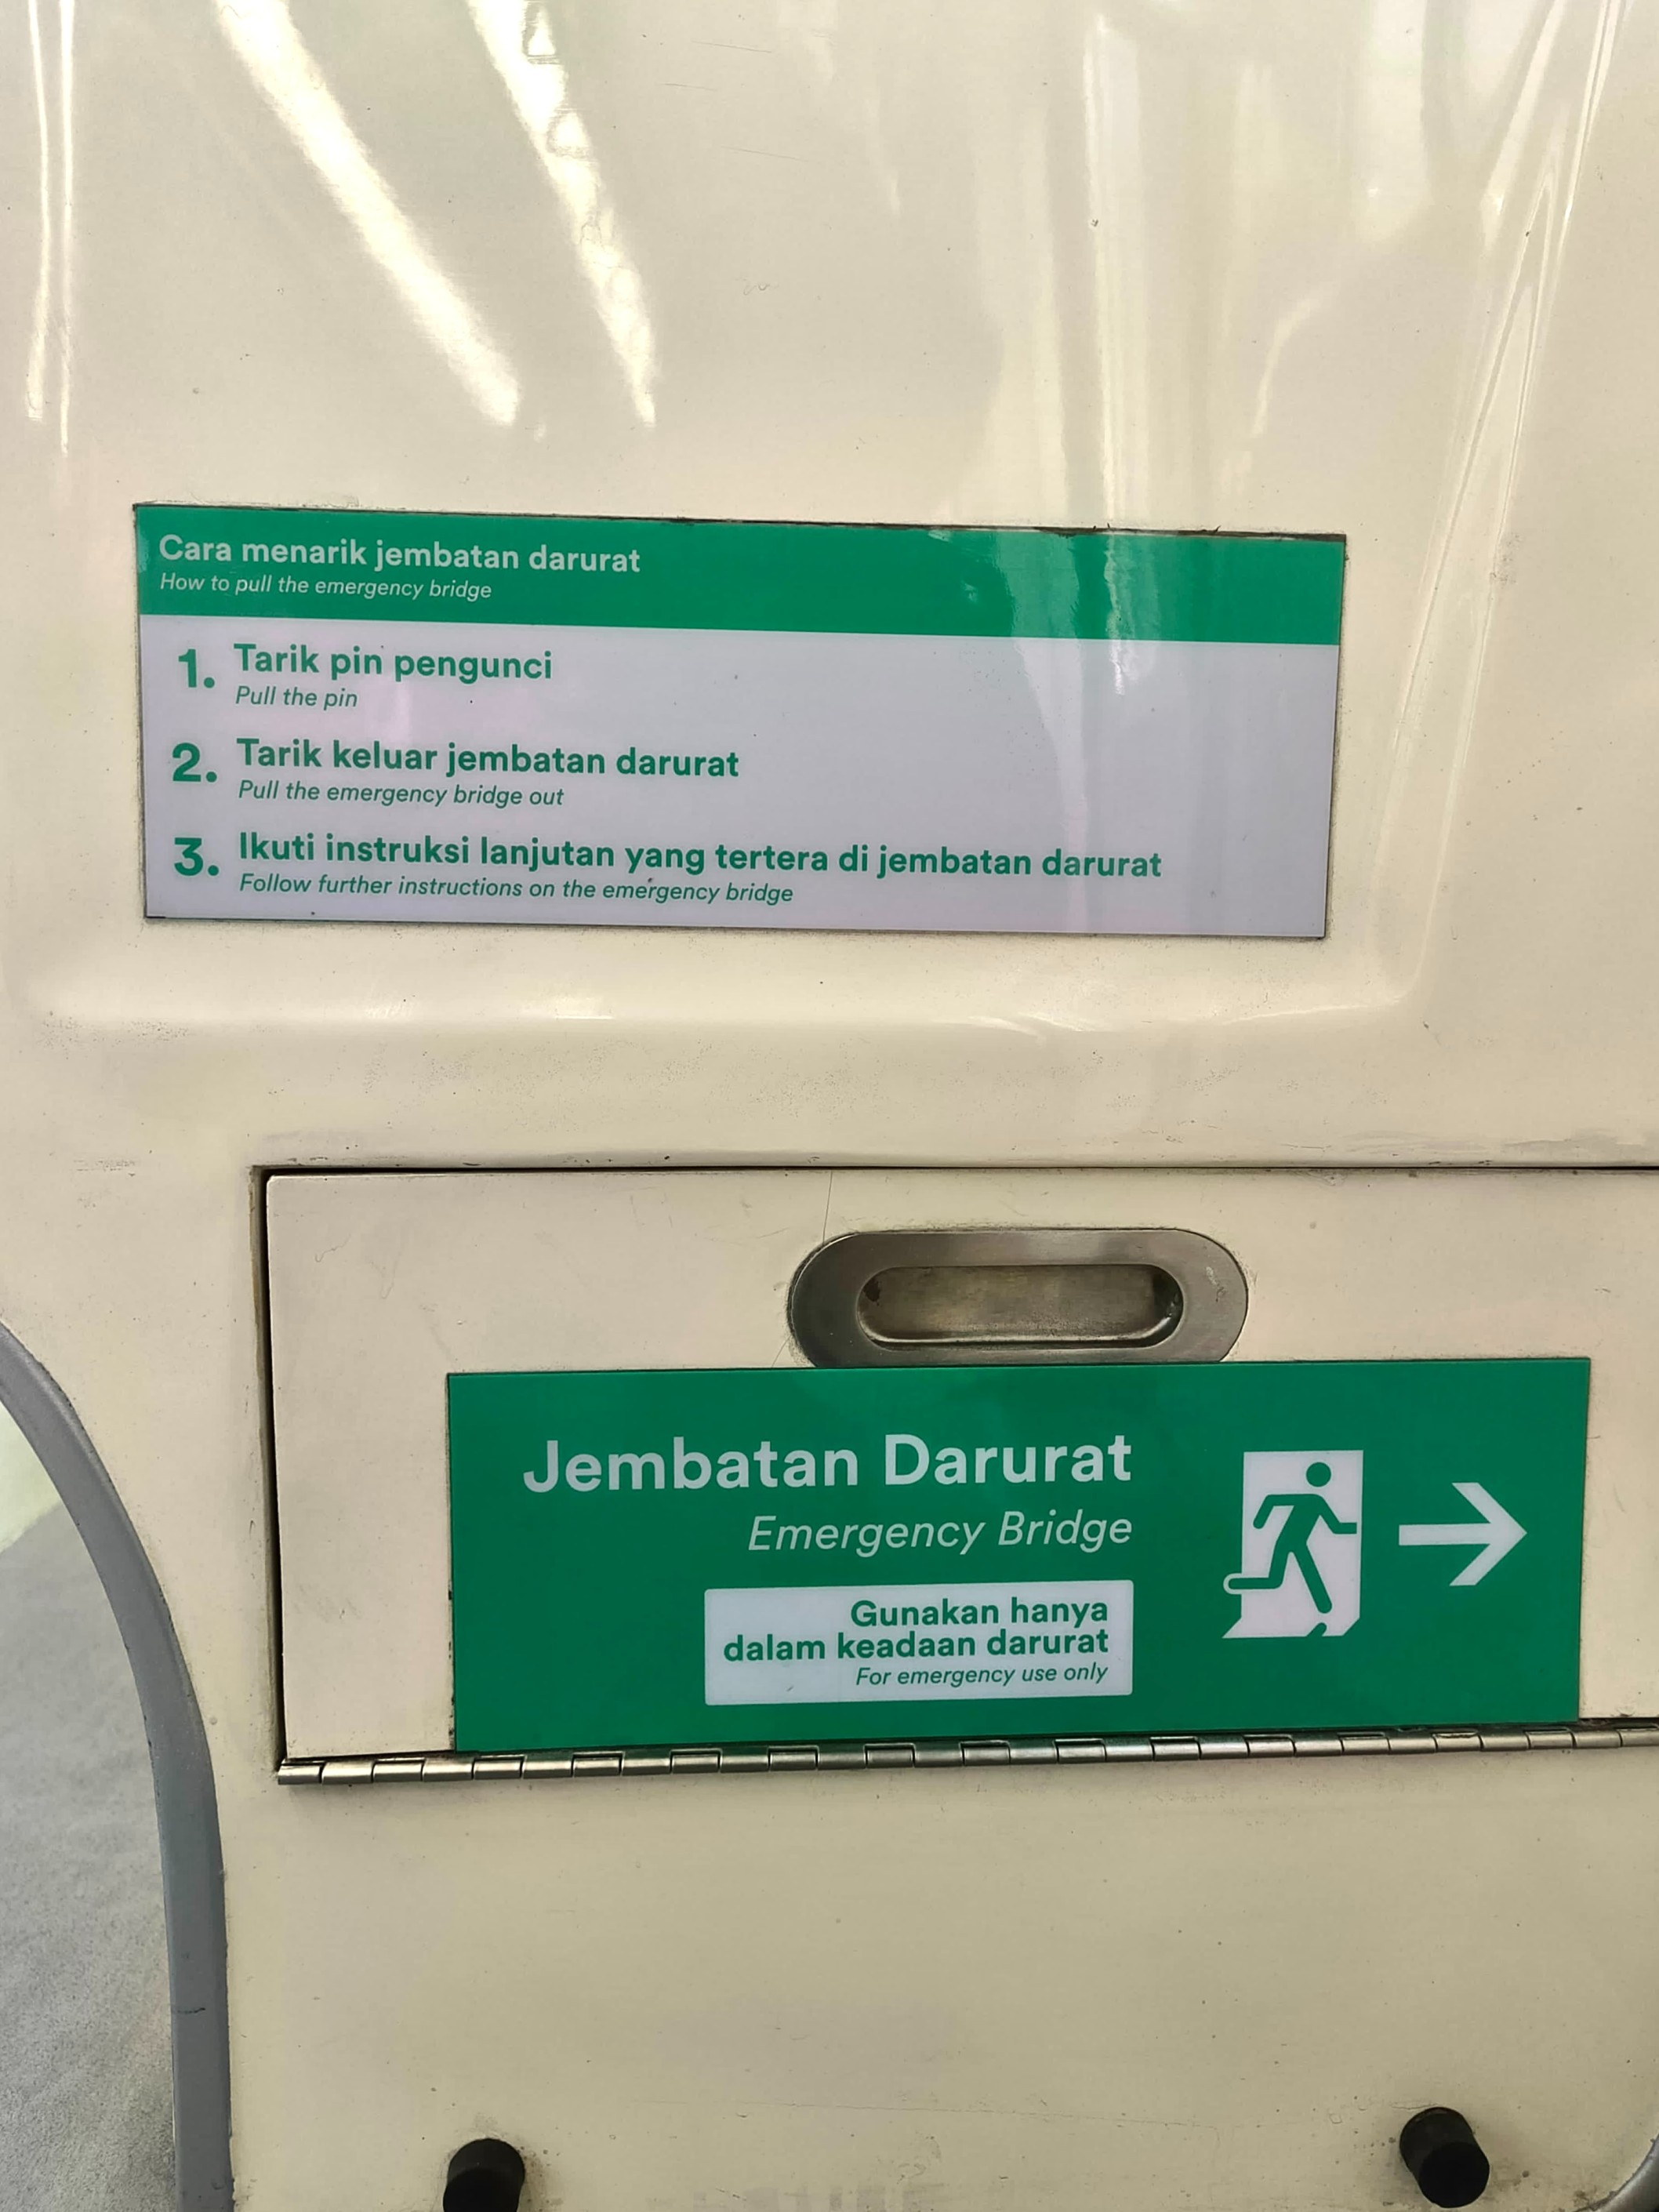 Cara menarik jembatan darurat
How to pull the emergency bridge
1. Tarik pin pengunci
Pull the pin
2. Tarik keluar jembatan darurat
Pull the emergency bridge out
3. Ikuti instruksi lanjutan yang tertera di jembatan darurat
Follow further instructions on the emergency bridge
Jembatan Darurat
Emergency Bridge
Gunakan hanya
dalam keadaan darurat
For emergency use only